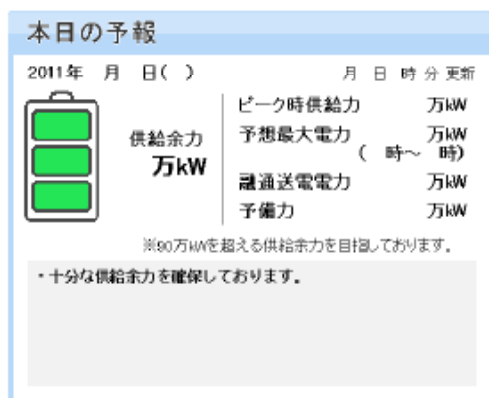 本日の予報
2011年 月 日( )
月 日 時 分 更新
供給余力
万kW
ピーク時供給力 万kW
予想最大電力 万kW
( 時～ 時)
融通送電電力 万kW
予備力 万kW
※90万kWを超える供給余力を目指しております。
・十分な供給余力を確保しております。